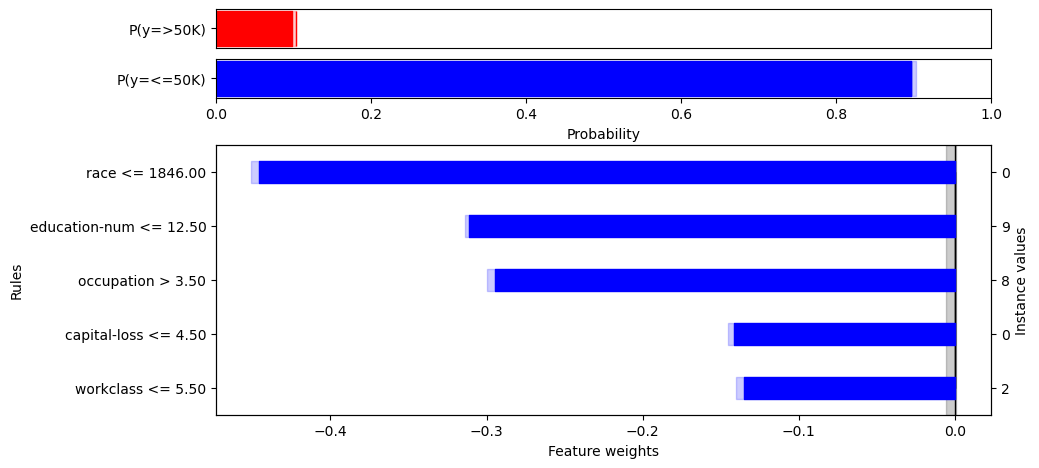 P(y=>50K)
P(y=<=50K)
0.0 0.2 0.4 0.6 0.8 1.0
Probability
race <= 1846.00 0
education-num <= 12.50 9
occupation > 3.50 8
capital-loss <= 4.50 0
workclass <= 5.50 2
Rules
Instance values
−0.4 −0.3 −0.2 −0.1 0.0
Feature weights